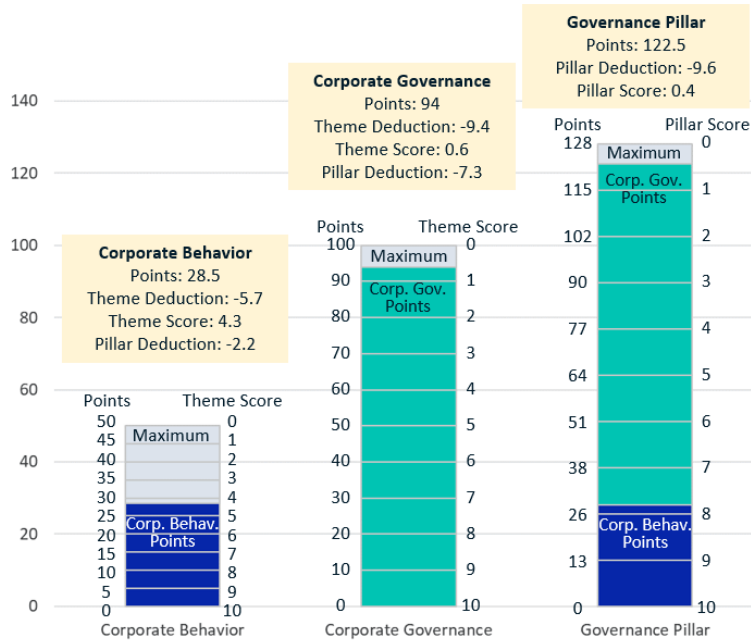 Governance Pillar
Points: 122.5
Pillar Deduction: -9.6
Pillar Score: 0.4
Corporate Governance
Points: 94
Theme Deduction: -9.4
Theme Score: 0.6
Pillar Deduction: -7.3
Corporate Behavior
Points: 28.5
Theme Deduction: -5.7
Theme Score: 4.3
Pillar Deduction: -2.2
140
120
100
80
60
40
20
0
Points Theme Score
50 0
45 1
40 2
35 3
30 4
25 5
20 6
15 7
10 8
5 9
0 10
Maximum
Corp. Behav.
Points
Corporate Behavior
Points Theme Score
100 0
90 1
80 2
70 3
60 4
50 5
40 6
30 7
20 8
10 9
0 10
Maximum
Corp. Gov.
Points
Corporate Governance
Points Pillar Score
128 0
115 1
102 2
90 3
77 4
64 5
51 6
38 7
26 8
13 9
0 10
Maximum
Corp. Gov.
Points
Corp. Behav.
Points
Governance Pillar